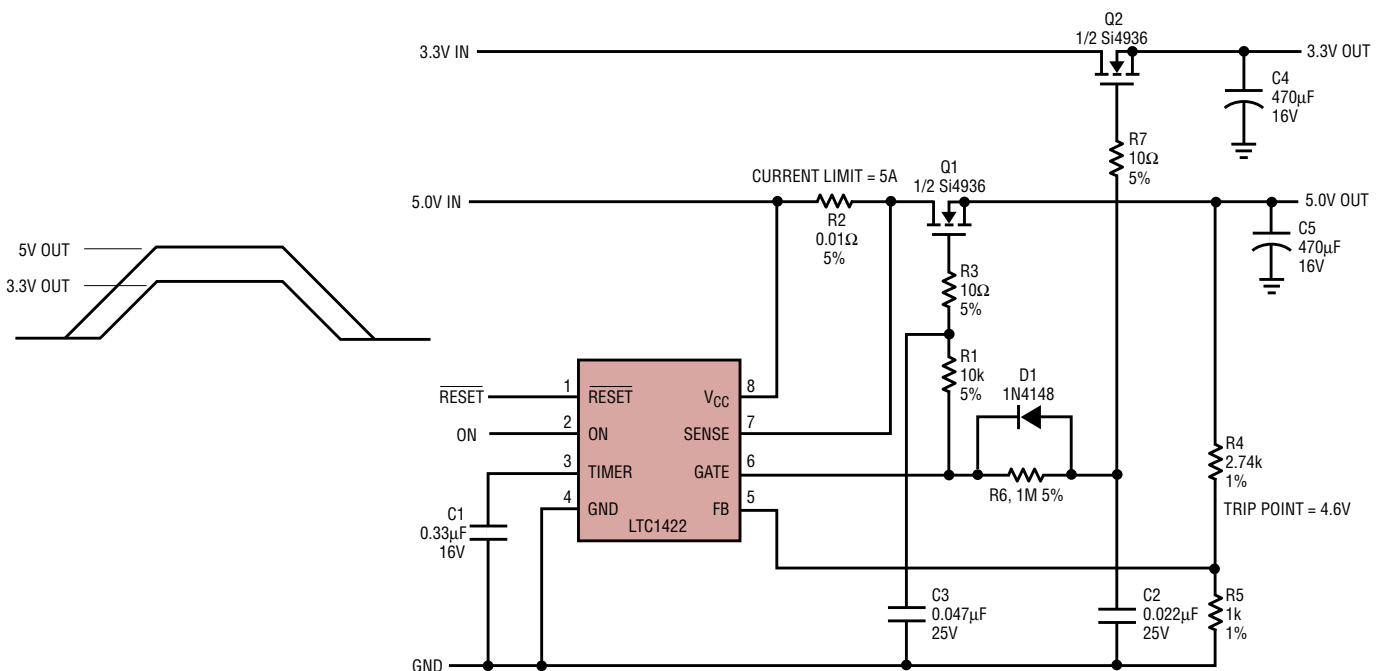 Q2
1/2 Si4936
3.3V IN
3.3V OUT
C4
470µF
16V
R7
10Ω
5%
CURRENT LIMIT = 5A
Q1
1/2 Si4936
5.0V IN
5.0V OUT
R2
0.01Ω
5%
C5
470µF
16V
5V OUT
3.3V OUT
R3
10Ω
5%
R1
10k
5%
D1
1N4148
RESET
1
RESET
VCC
8
ON
2
ON
SENSE
7
3
TIMER
GATE
6
R6, 1M 5%
R4
2.74k
1%
4
GND
FB
5
TRIP POINT = 4.6V
LTC1422
C1
0.33µF
16V
C3
0.047µF
25V
C2
0.022µF
25V
R5
1k
1%
GND